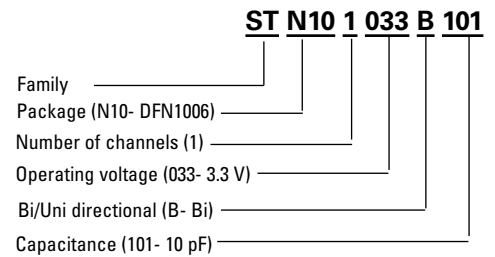 ST N10 1 033 B 101
Family
Package (N10- DFN1006)
Number of channels (1)
Operating voltage (033- 3.3 V)
Bi/Uni directional (B- Bi)
Capacitance (101- 10 pF)